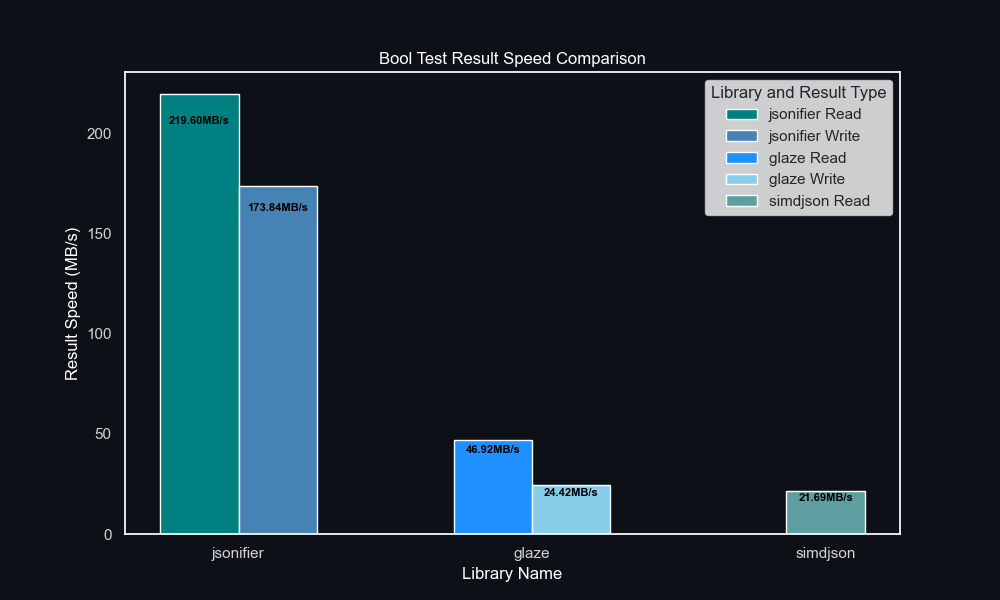 Bool Test Result Speed Comparison
Library and Result Type
jsonifier Read
jsonifier Write
glaze Read
glaze Write
simdjson Read
Result Speed (MB/s)
200
150
100
50
0
219.60MB/s
173.84MB/s
46.92MB/s
24.42MB/s
21.69MB/s
jsonifier
glaze
simdjson
Library Name